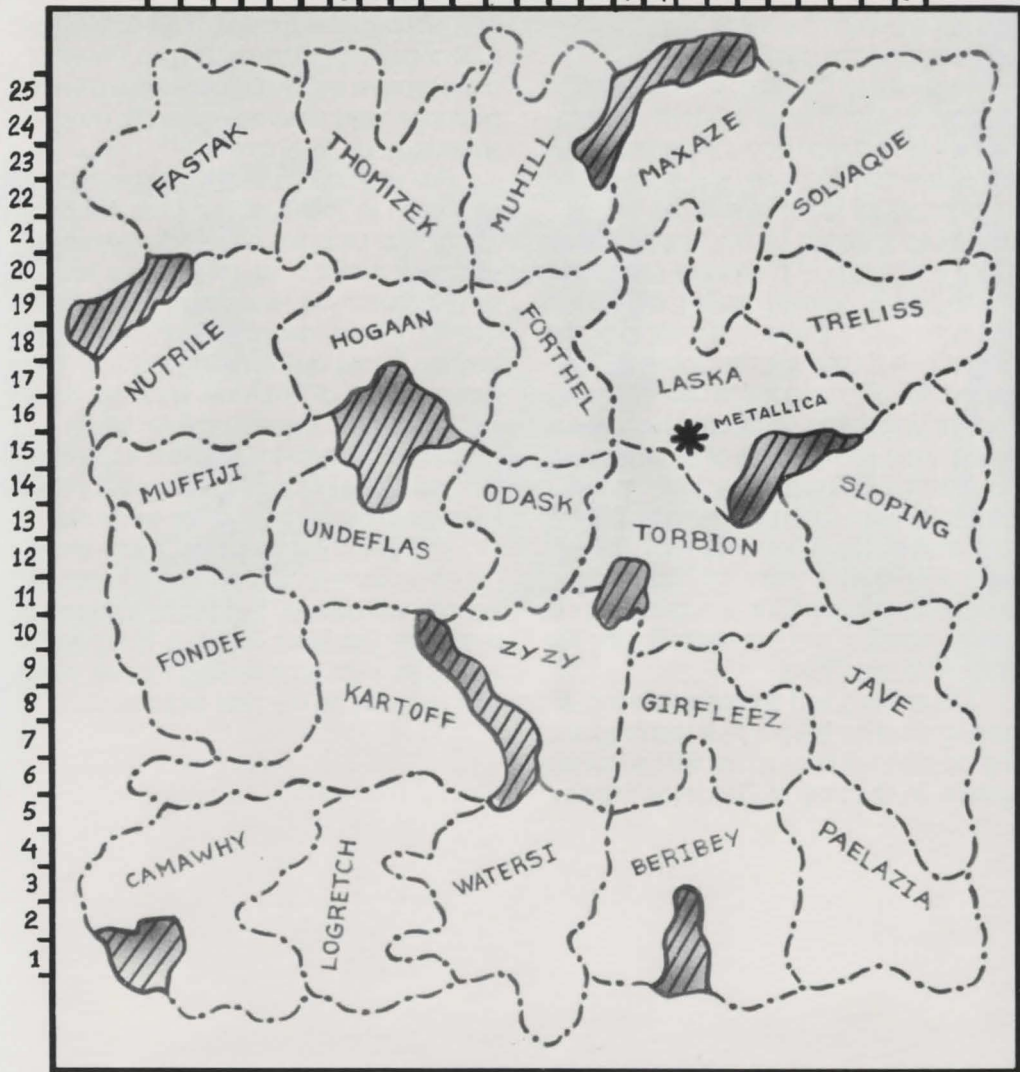 25
24
23
22
21
20
19
18
17
16
15
14
13
12
11
10
9
8
7
6
5
4
3
2
1
FASTAK
THOMIZEK
MUHILL
MAXAZE
SOLVAQUE
NUTRILE
HOGAAN
FORTHEL
TRELISS
LASKA
METALLICA
MUFFIJI
UNDEFLAS
ODASK
TORBION
SLOPING
FONDEF
KARTOFF
ZYZY
GIRFLEEZ
JAVE
CAMAWHY
LOGRETCH
WATERSI
BERIBEY
PAELAZIA